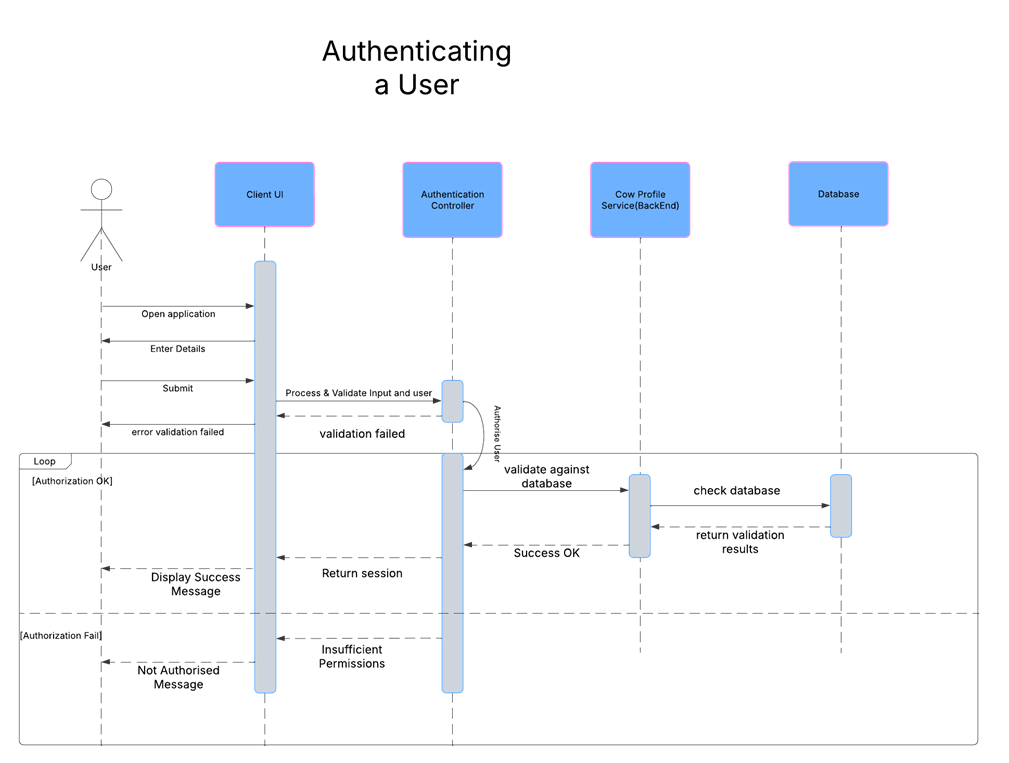 Authenticating
a User
Client UI
Authentication
Controller
Cow Profile
Service(BackEnd)
Database
User
Open application
Enter Details
Submit
Process & Validate Input and user
Authorise User
error validation failed
validation failed
Loop
[Authorization OK]
validate against
database
check database
return validation
results
Success OK
Return session
Display Success
Message
[Authorization Fail]
Insufficient
Permissions
Not Authorised
Message